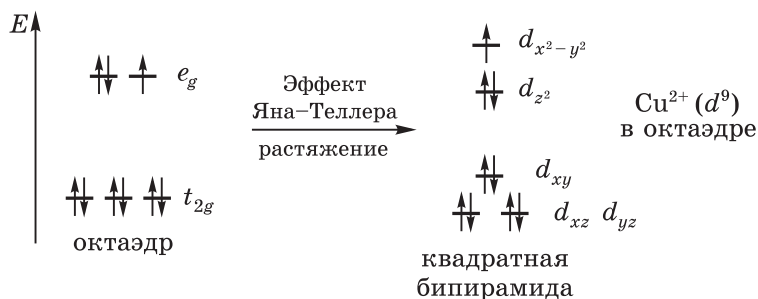 E
e_g
t_{2g}
октаэдр
Эффект
Яна–Теллера
растяжение
d_{x²−y²}
d_{z²}
d_{xy}
d_{xz} d_{yz}
квадратная
бипирамида
Cu²⁺ (d⁹)
в октаэдре